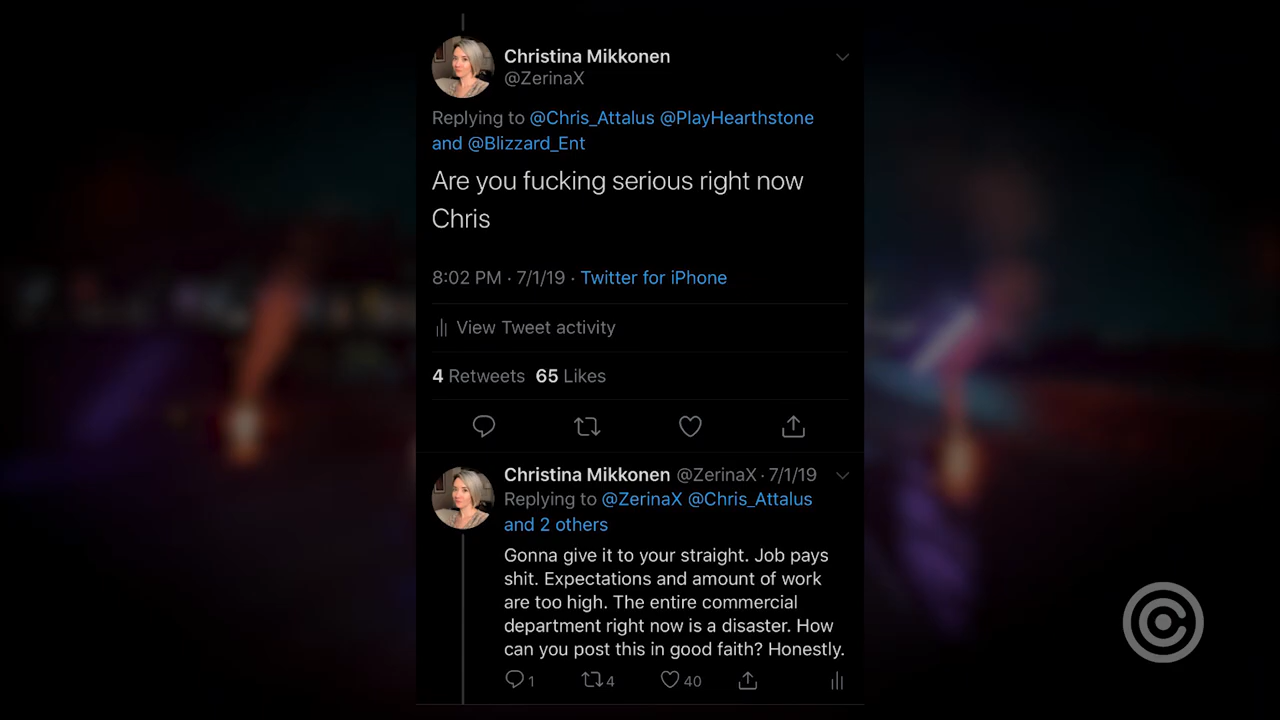 Christina Mikkonen
@ZerinaX
Replying to @Chris_Attalus @PlayHearthstone
and @Blizzard_Ent
Are you fucking serious right now
Chris
8:02 PM · 7/1/19 · Twitter for iPhone
View Tweet activity
4 Retweets 65 Likes
Christina Mikkonen @ZerinaX · 7/1/19
Replying to @ZerinaX @Chris_Attalus
and 2 others
Gonna give it to your straight. Job pays
shit. Expectations and amount of work
are too high. The entire commercial
department right now is a disaster. How
can you post this in good faith? Honestly.
1 4 40